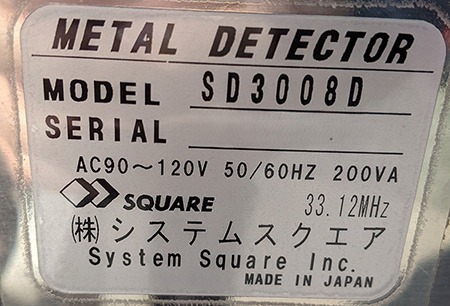 METAL DETECTOR
MODEL SD3008D
SERIAL
AC90～120V 50/60HZ 200VA
SQUARE 33.12MHz
㈱システムスクエア
System Square Inc.
MADE IN JAPAN